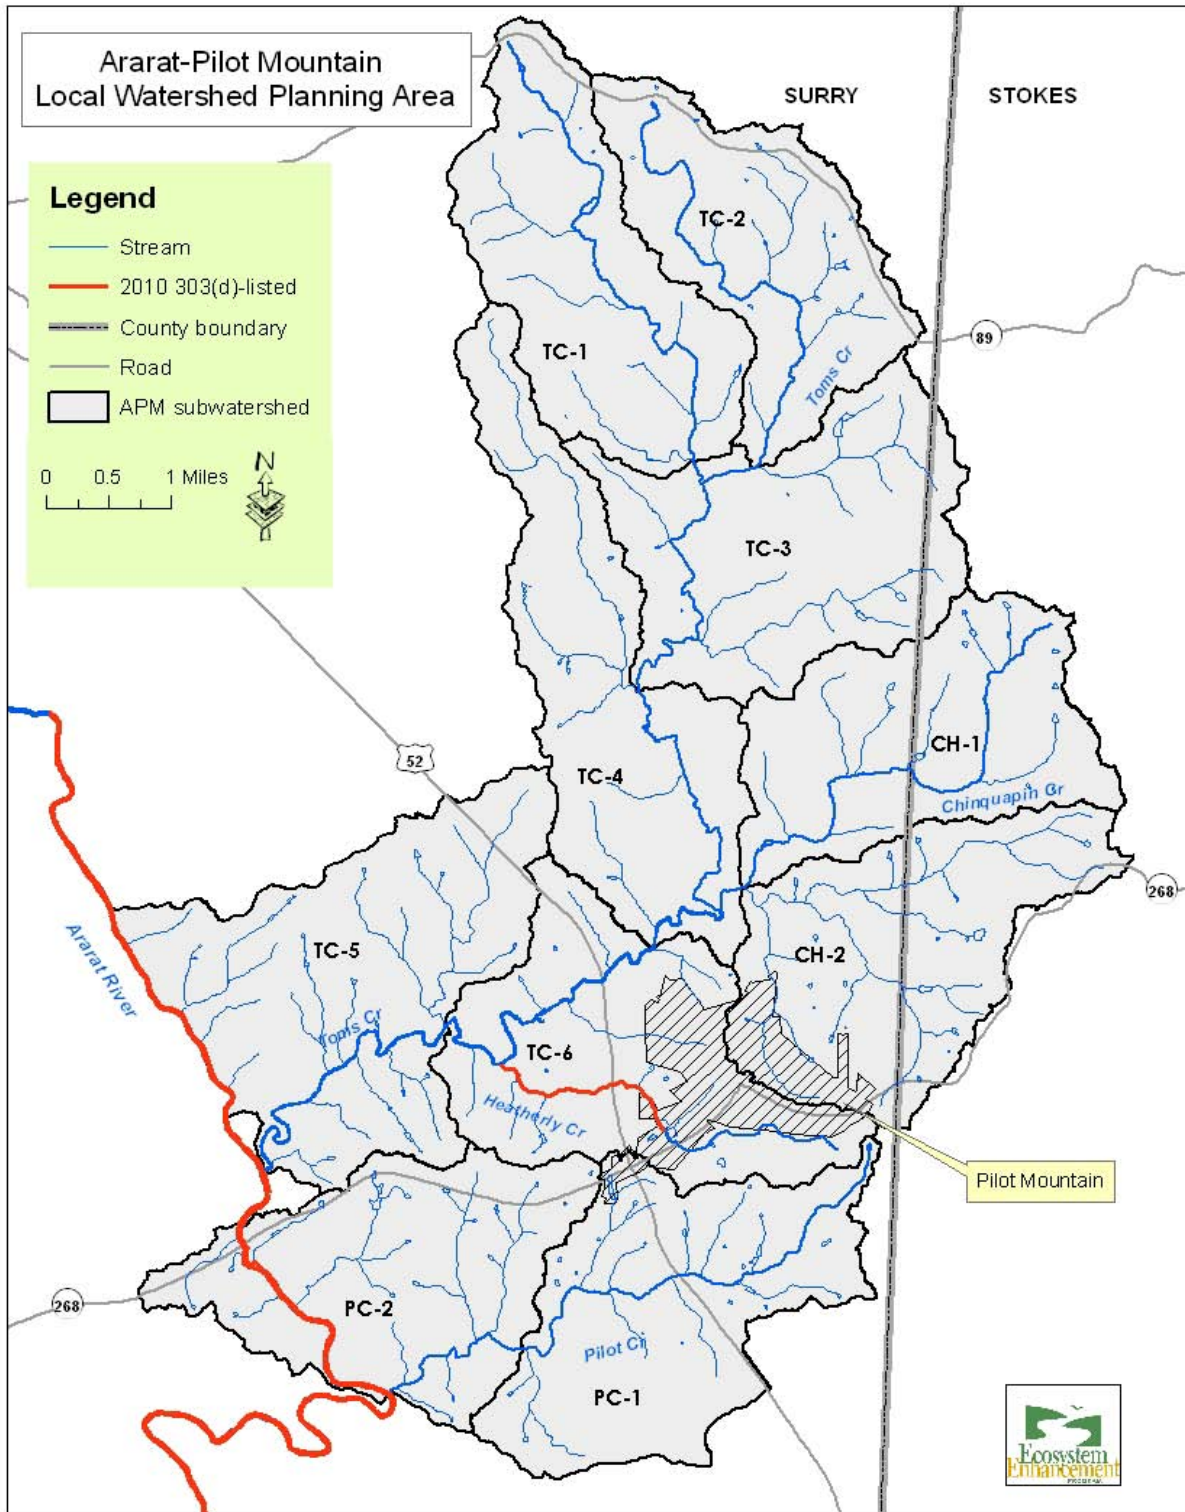 Ararat-Pilot Mountain
Local Watershed Planning Area
SURRY
STOKES
Legend
Stream
2010 303(d)-listed
County boundary
Road
APM subwatershed
0 0.5 1 Miles
N
TC-2
TC-1
89
Toms Cr
TC-3
CH-1
52
TC-4
Chinquapin Cr
268
Ararat River
TC-5
CH-2
Toms Cr
TC-6
Heatherly Cr
Pilot Mountain
268
PC-2
Pilot Cr
PC-1
Ecosystem
Enhancement
PROGRAM